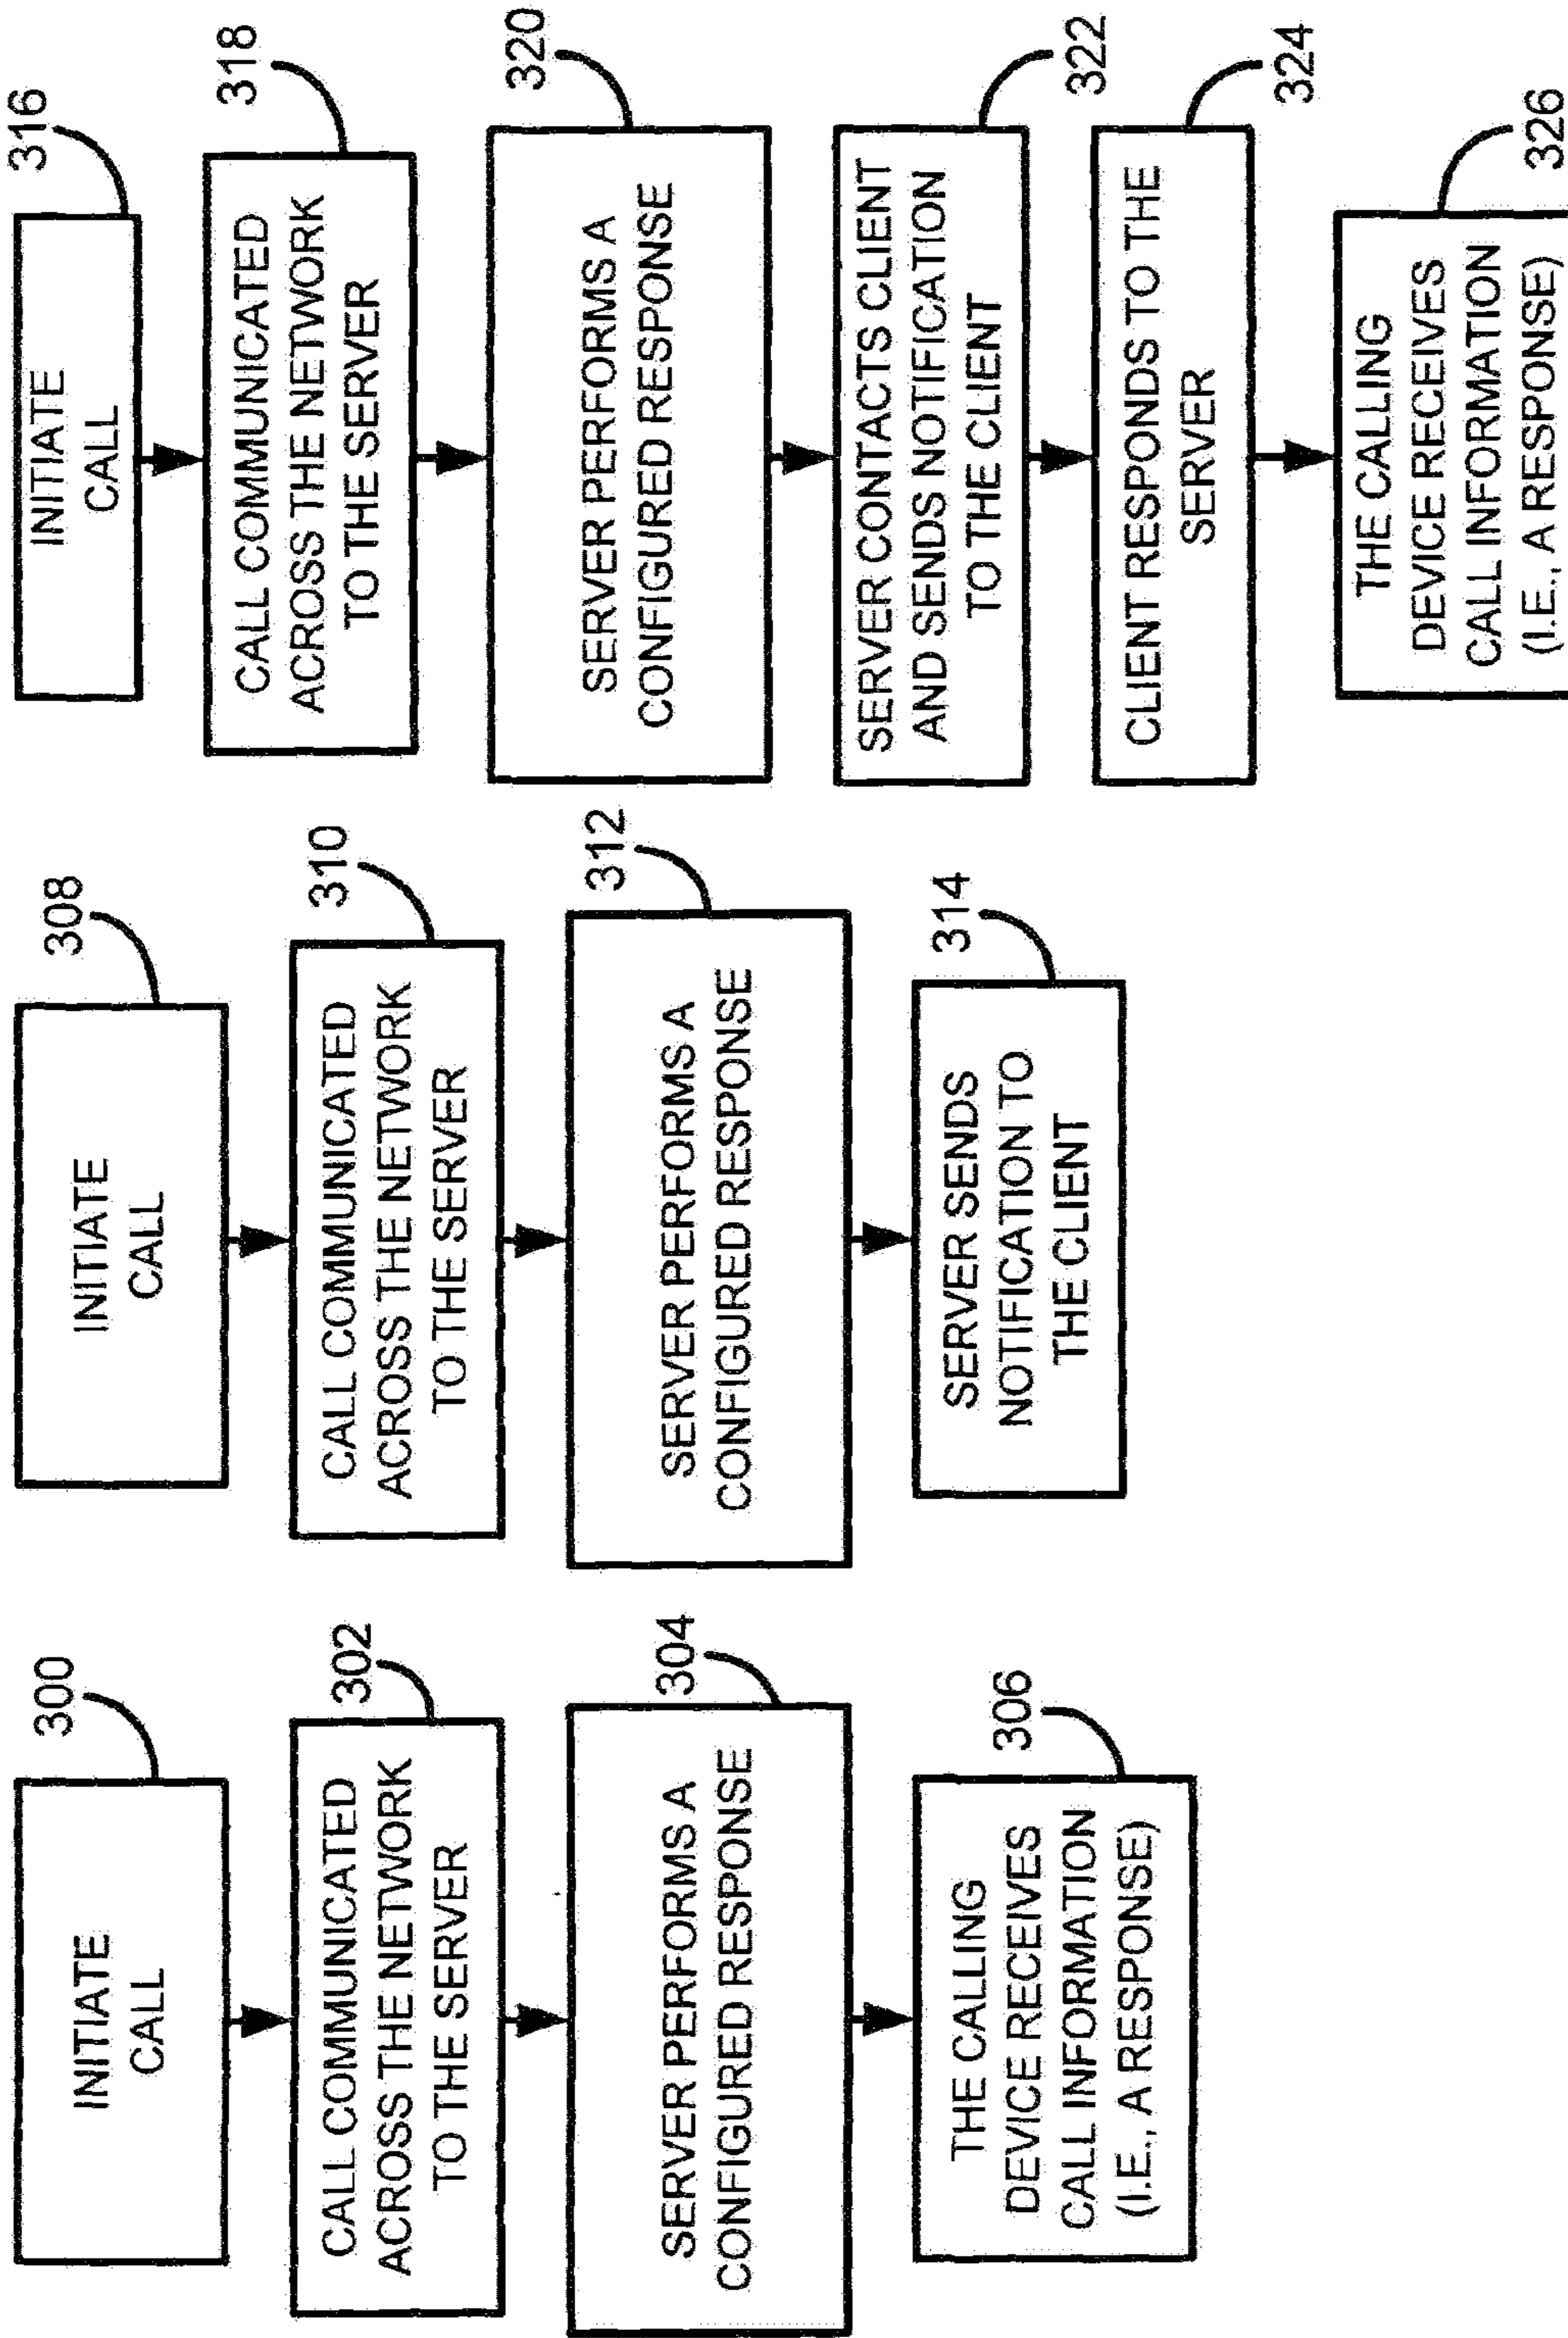 300
INITIATE
CALL
302
CALL COMMUNICATED
ACROSS THE NETWORK
TO THE SERVER
304
SERVER PERFORMS A
CONFIGURED RESPONSE
306
THE CALLING
DEVICE RECEIVES
CALL INFORMATION
(I.E., A RESPONSE)
308
INITIATE
CALL
310
CALL COMMUNICATED
ACROSS THE NETWORK
TO THE SERVER
312
SERVER PERFORMS A
CONFIGURED RESPONSE
314
SERVER SENDS
NOTIFICATION TO
THE CLIENT
316
INITIATE
CALL
318
CALL COMMUNICATED
ACROSS THE NETWORK
TO THE SERVER
320
SERVER PERFORMS A
CONFIGURED RESPONSE
322
SERVER CONTACTS CLIENT
AND SENDS NOTIFICATION
TO THE CLIENT
324
CLIENT RESPONDS TO THE
SERVER
326
THE CALLING
DEVICE RECEIVES
CALL INFORMATION
(I.E., A RESPONSE)